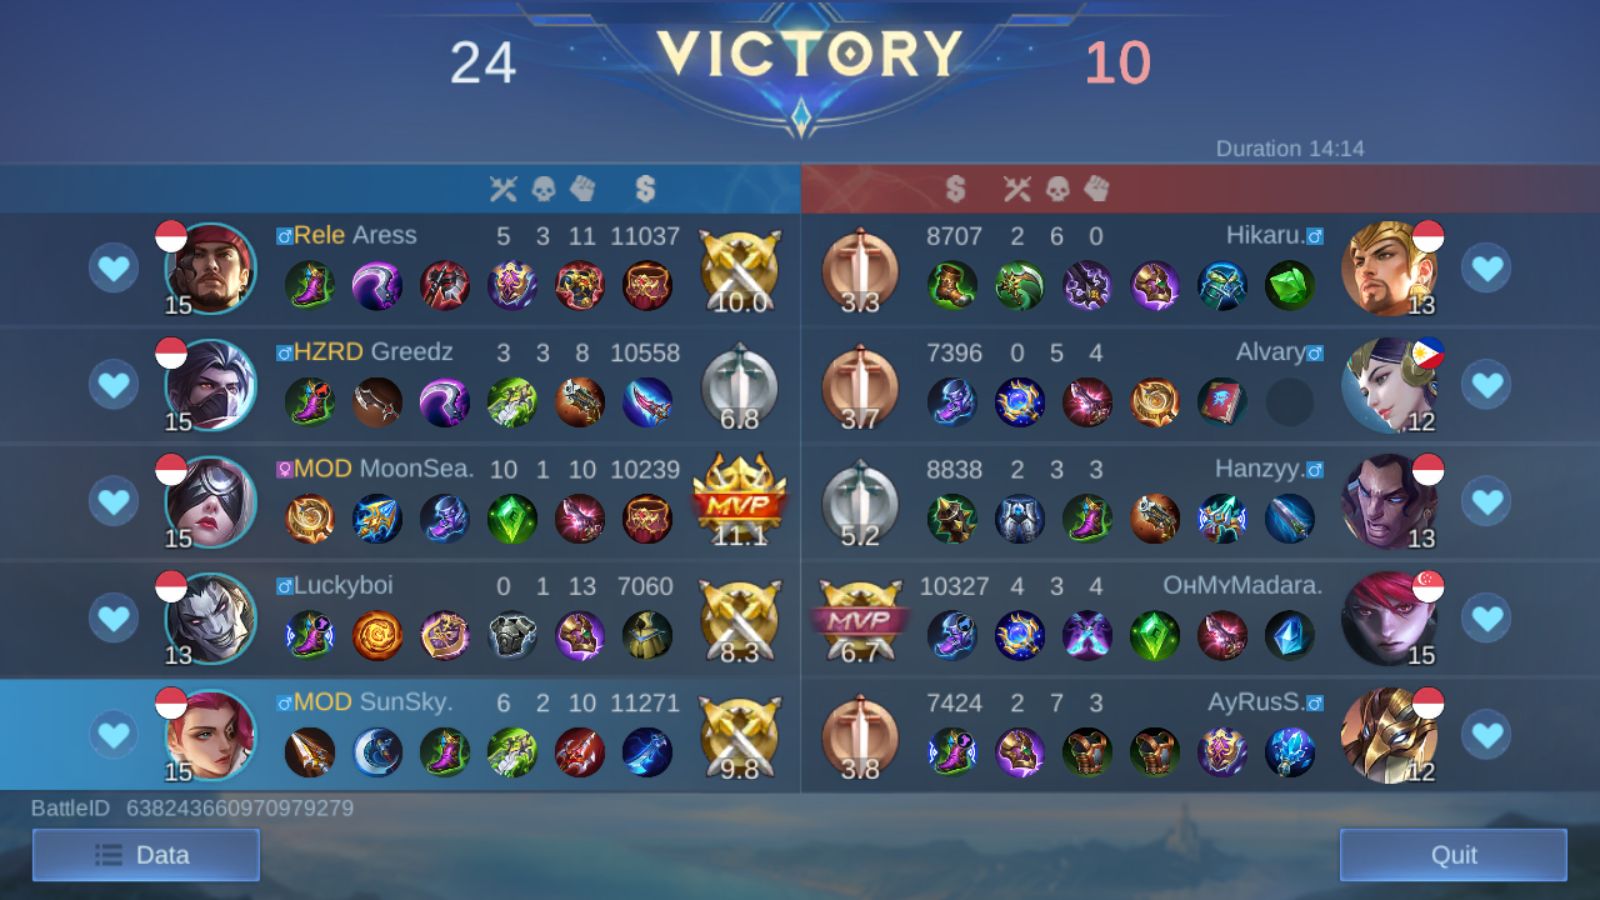 VICTORY
24
10
Duration 14:14
Rele Aress 5 3 11 11037
15
10.0
8707 2 6 0 Hikaru.
3.3
13
HZRD Greedz 3 3 8 10558
15
6.8
7396 0 5 4 Alvary
3.7
12
MOD MoonSea. 10 1 10 10239
15
MVP
11.1
8838 2 3 3 Hanzyy.
5.2
13
Luckyboi 0 1 13 7060
13
8.3
10327 4 3 4 OʜMʏMadara.
MVP
6.7
15
MOD SunSky. 6 2 10 11271
15
9.8
7424 2 7 3 AyRusS.
3.8
12
BattleID 638243660970979279
Data
Quit